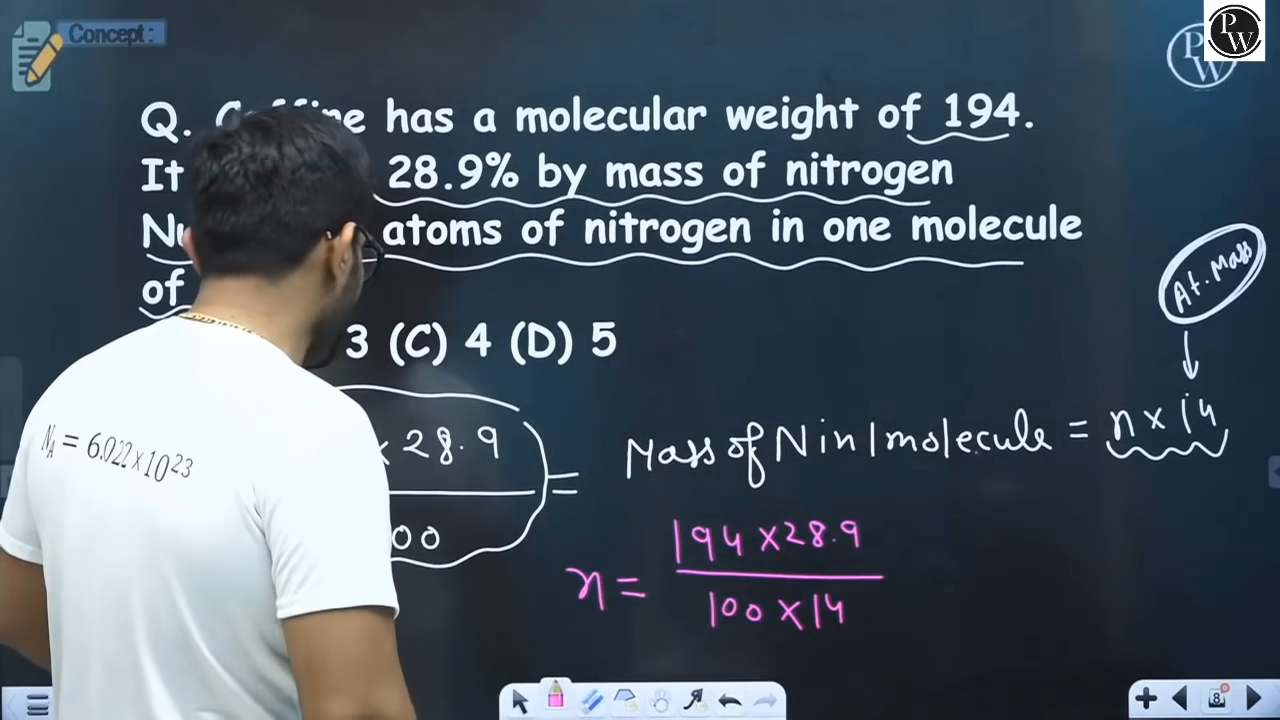 Concept :
P
W
P
W
Q. Caffine has a molecular weight of 194.
It 28.9% by mass of nitrogen
atoms of nitrogen in one molecule
of
3 (C) 4 (D) 5
At. Mass
x 28.9
00
=
Mass of N in 1 molecule = n x 14
n = 194 x 28.9
100 x 14
N_A = 6.022×10^23
8